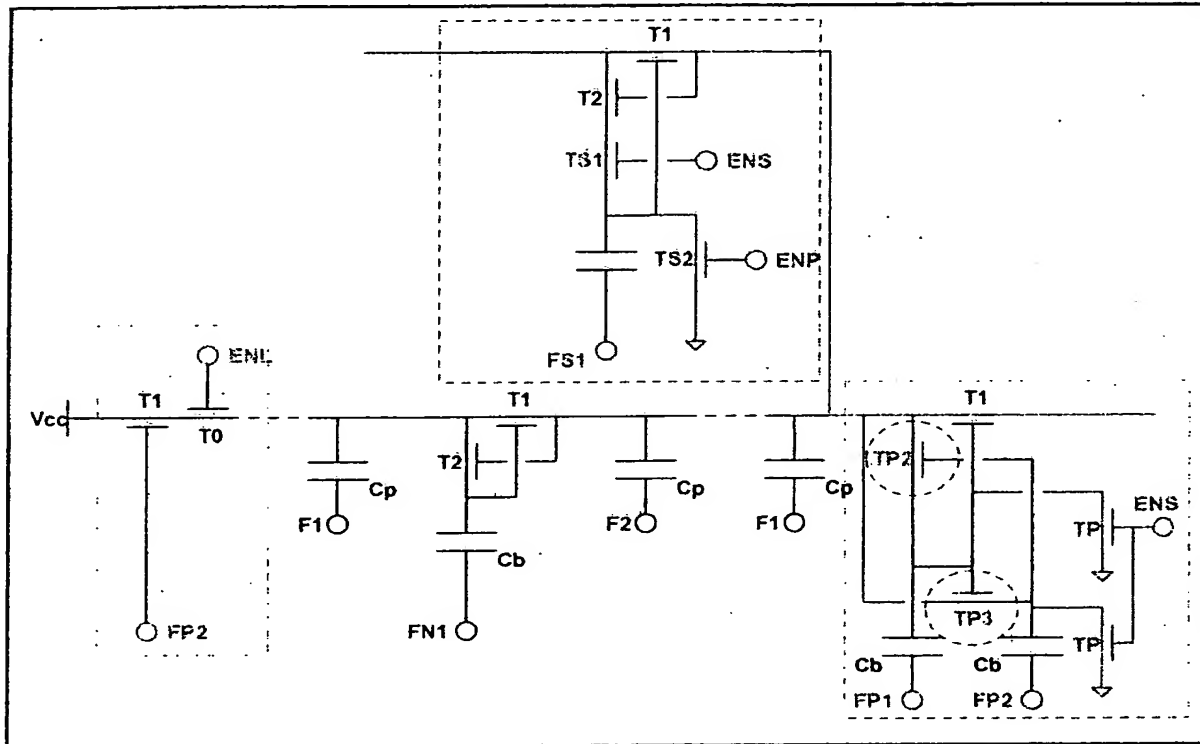 T1
T2
TS1
ENS
TS2
ENP
FS1
ENL
Vcc
T1
T0
T1
T1
T2
TP2
Cp
Cp
Cp
ENS
F1
F2
F1
TP
Cb
TP3
FP2
FN1
TP
Cb
Cb
FP1
FP2